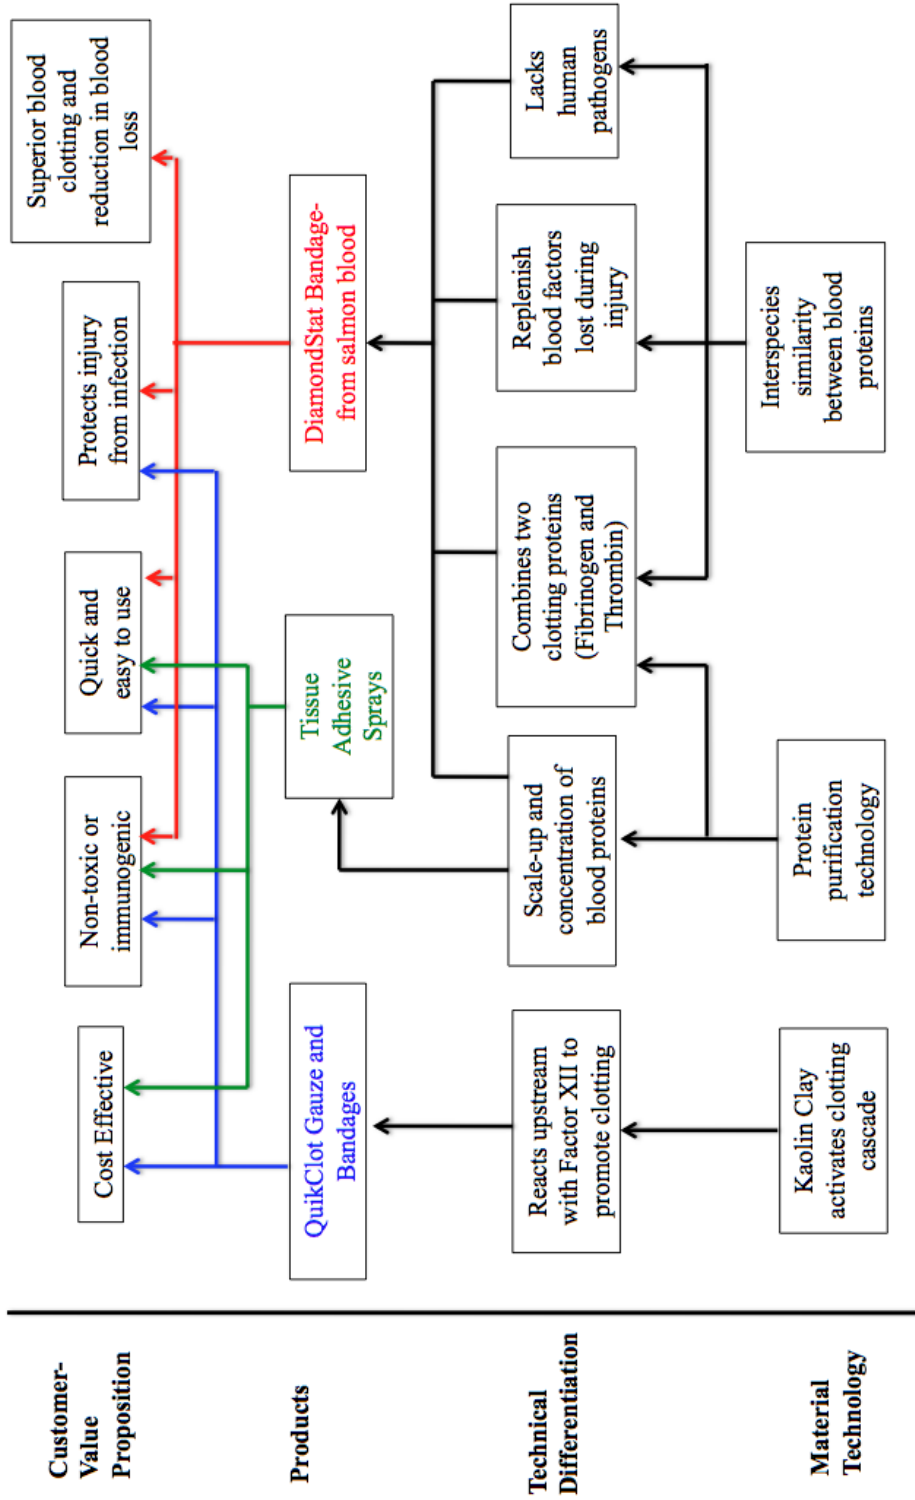 Customer-
Value
Proposition
Cost Effective
Non-toxic or
immunogenic
Quick and
easy to use
Protects injury
from infection
Superior blood
clotting and
reduction in blood
loss
Products
QuikClot Gauze and
Bandages
Tissue
Adhesive
Sprays
DiamondStat Bandage-
from salmon blood
Technical
Differentiation
Reacts upstream
with Factor XII to
promote clotting
Scale-up and
concentration of
blood proteins
Combines two
clotting proteins
(Fibrinogen and
Thrombin)
Replenish
blood factors
lost during
injury
Lacks
human
pathogens
Material
Technology
Kaolin Clay
activates clotting
cascade
Protein
purification
technology
Interspecies
similarity
between blood
proteins